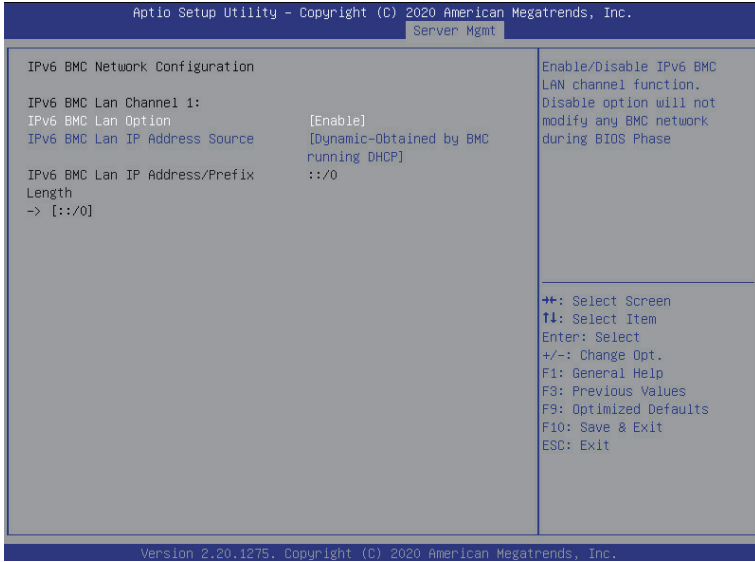 Aptio Setup Utility – Copyright (C) 2020 American Megatrends, Inc.
Server Mgmt
IPv6 BMC Network Configuration
IPv6 BMC Lan Channel 1:
IPv6 BMC Lan Option [Enable]
IPv6 BMC Lan IP Address Source [Dynamic-Obtained by BMC
running DHCP]
IPv6 BMC Lan IP Address/Prefix ::/0
Length
-> [::/0]
Enable/Disable IPv6 BMC
LAN channel function.
Disable option will not
modify any BMC network
during BIOS Phase
→←: Select Screen
↑↓: Select Item
Enter: Select
+/-: Change Opt.
F1: General Help
F3: Previous Values
F9: Optimized Defaults
F10: Save & Exit
ESC: Exit
Version 2.20.1275. Copyright (C) 2020 American Megatrends, Inc.